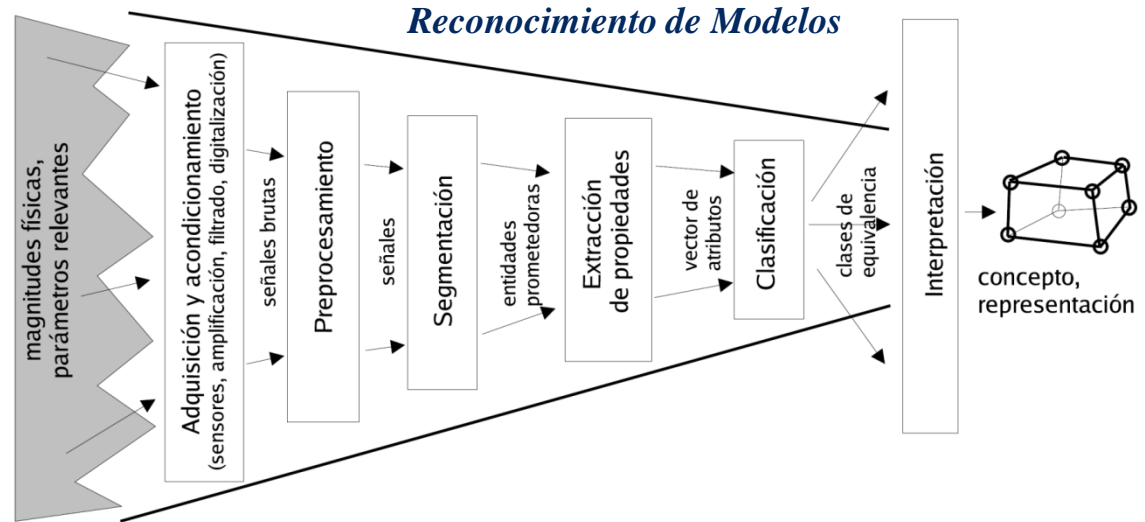 Reconocimiento de Modelos
magnitudes físicas,
parámetros relevantes
Adquisición y acondicionamiento
(sensores, amplificación, filtrado, digitalización)
señales brutas
Preprocesamiento
señales
Segmentación
entidades
prometedoras
Extracción
de propiedades
vector de
atributos
Clasificación
clases de
equivalencia
Interpretación
concepto,
representación